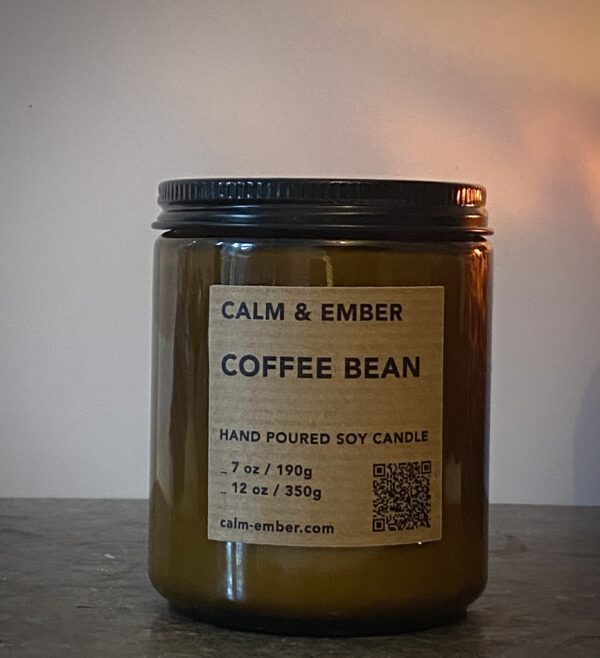 CALM & EMBER
COFFEE BEAN
HAND POURED SOY CANDLE
_ 7 oz / 190g
_ 12 oz / 350g
calm-ember.com